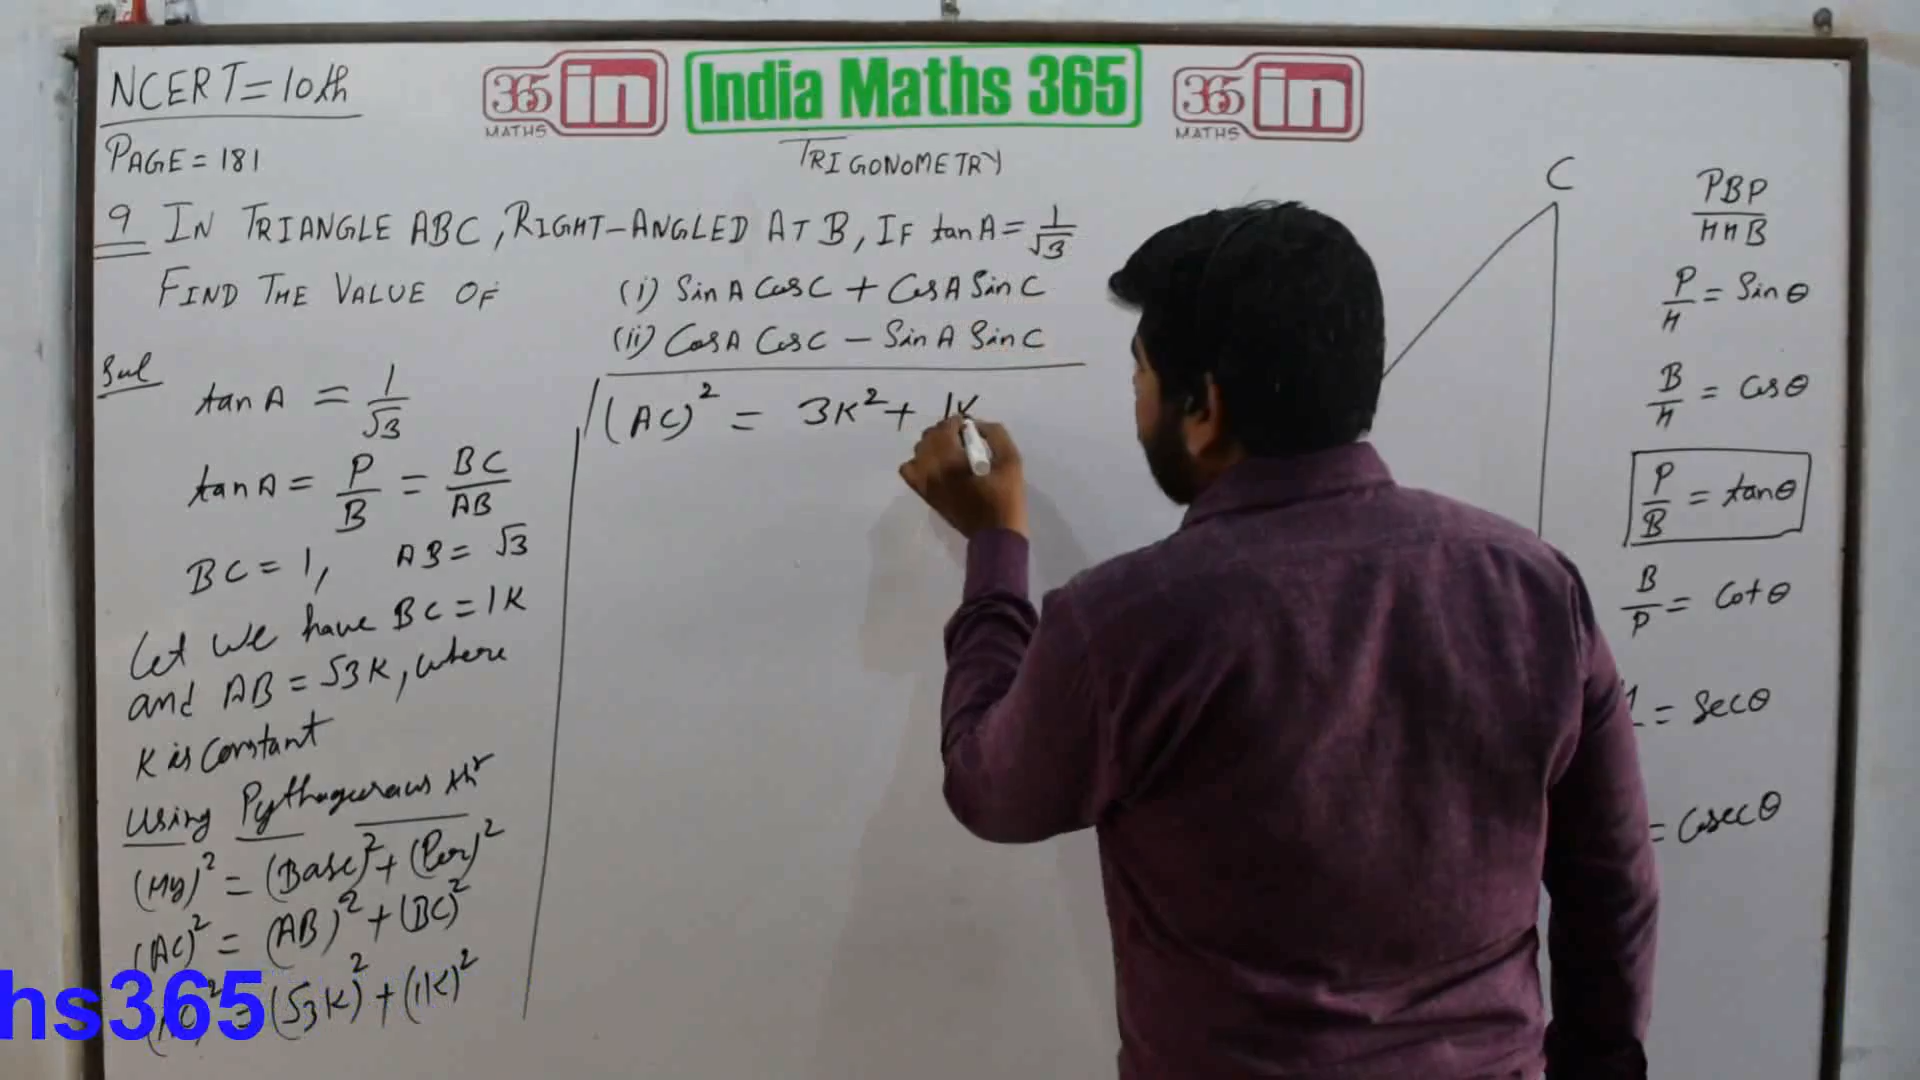 NCERT = 10th
365 in MATHS
India Maths 365
365 in MATHS
PAGE = 181
TRIGONOMETRY
9 IN TRIANGLE ABC, RIGHT-ANGLED AT B, IF tan A = 1/√3
FIND THE VALUE OF (i) Sin A Cos C + Cos A Sin C
(ii) Cos A Cos C - Sin A Sin C
Sol
tan A = 1/√3
tan A = P/B = BC/AB
BC = 1, AB = √3
Let we have BC = 1K
and AB = √3K, where
K is constant
Using Pythagoraus thr
(Hy)² = (Base)² + (Per)²
(AC)² = (AB)² + (BC)²
² = (√3K)² + (1K)²
(AC)² = 3K² + 1K
C
PBP
HHB
P/H = Sin θ
B/H = Cos θ
P/B = tan θ
B/P = Cot θ
= Sec θ
= Cosec θ
hs365